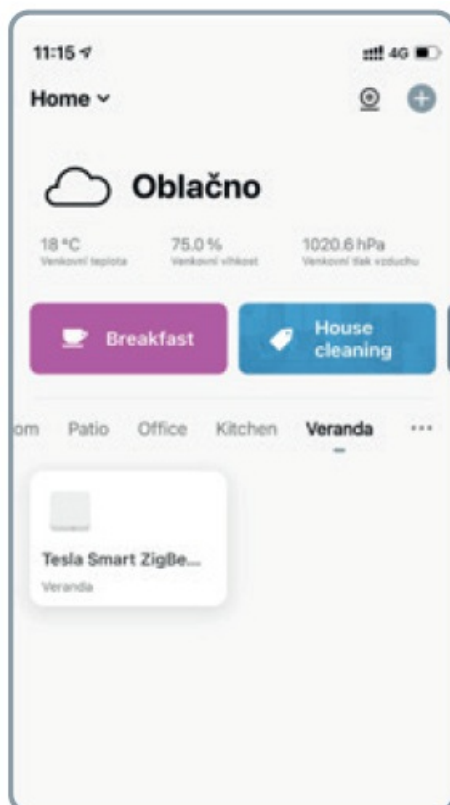 11:15
4G
Home
Oblačno
18 °C 75.0 % 1020.6 hPa
Venkovní teplota Venkovní vlhkost Venkovní tlak vzduchu
Breakfast
House
cleaning
om Patio Office Kitchen Veranda ...
Tesla Smart ZigBe...
Veranda